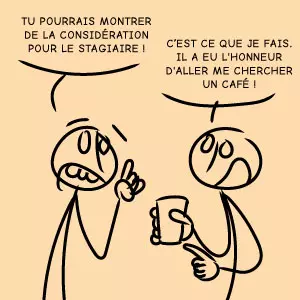 TU POURRAIS MONTRER
DE LA CONSIDÉRATION
POUR LE STAGIAIRE !
C'EST CE QUE JE FAIS.
IL A EU L'HONNEUR
D'ALLER ME CHERCHER
UN CAFÉ !